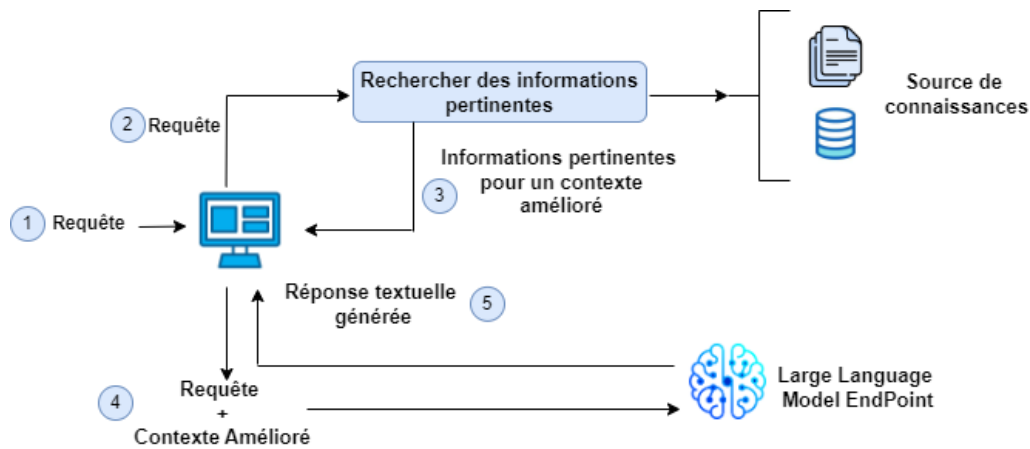 Rechercher des informations
pertinentes
Source de
connaissances
2 Requête
Informations pertinentes
pour un contexte
amélioré
3
1 Requête
Réponse textuelle
générée
5
Requête
+
Contexte Amélioré
4
Large Language
Model EndPoint